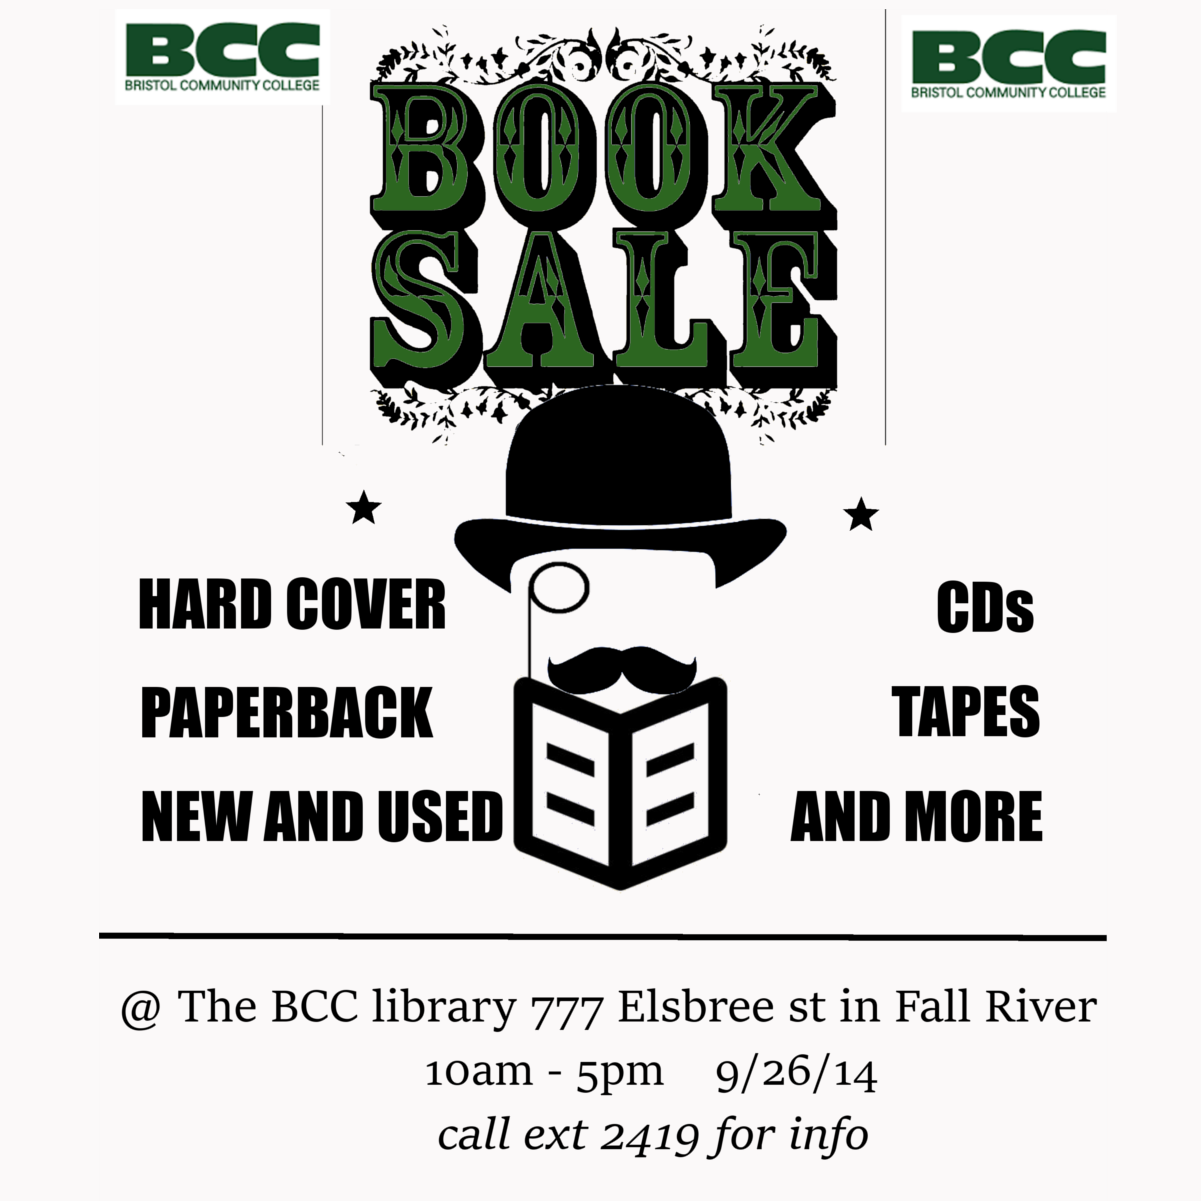 BCC
BRISTOL COMMUNITY COLLEGE
BCC
BRISTOL COMMUNITY COLLEGE
BOOK
SALE
HARD COVER
PAPERBACK
NEW AND USED
CDs
TAPES
AND MORE
@ The BCC library 777 Elsbree st in Fall River
10am - 5pm 9/26/14
call ext 2419 for info